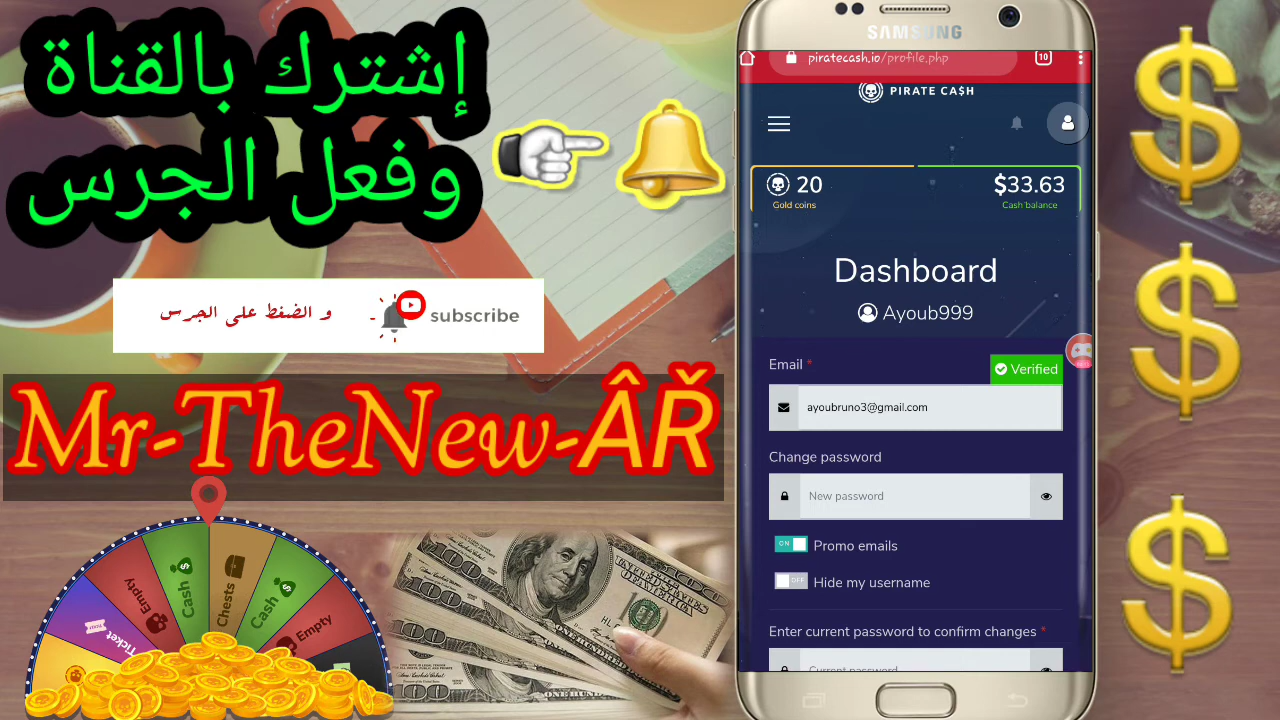 إشترك بالقناة
وفعل الجرس
و الضغط على الجرس - subscribe
Mr-TheNew-ÂŘ
Ticket
Empty
Cash
Chests
Cash
Empty
SAMSUNG
piratecash.io/profile.php
10
PIRATE CA$H
20
Gold coins
$33.63
Cash balance
Dashboard
Ayoub999
Email *
Verified
ayoubruno3@gmail.com
Change password
New password
ON Promo emails
OFF Hide my username
Enter current password to confirm changes *
Current password